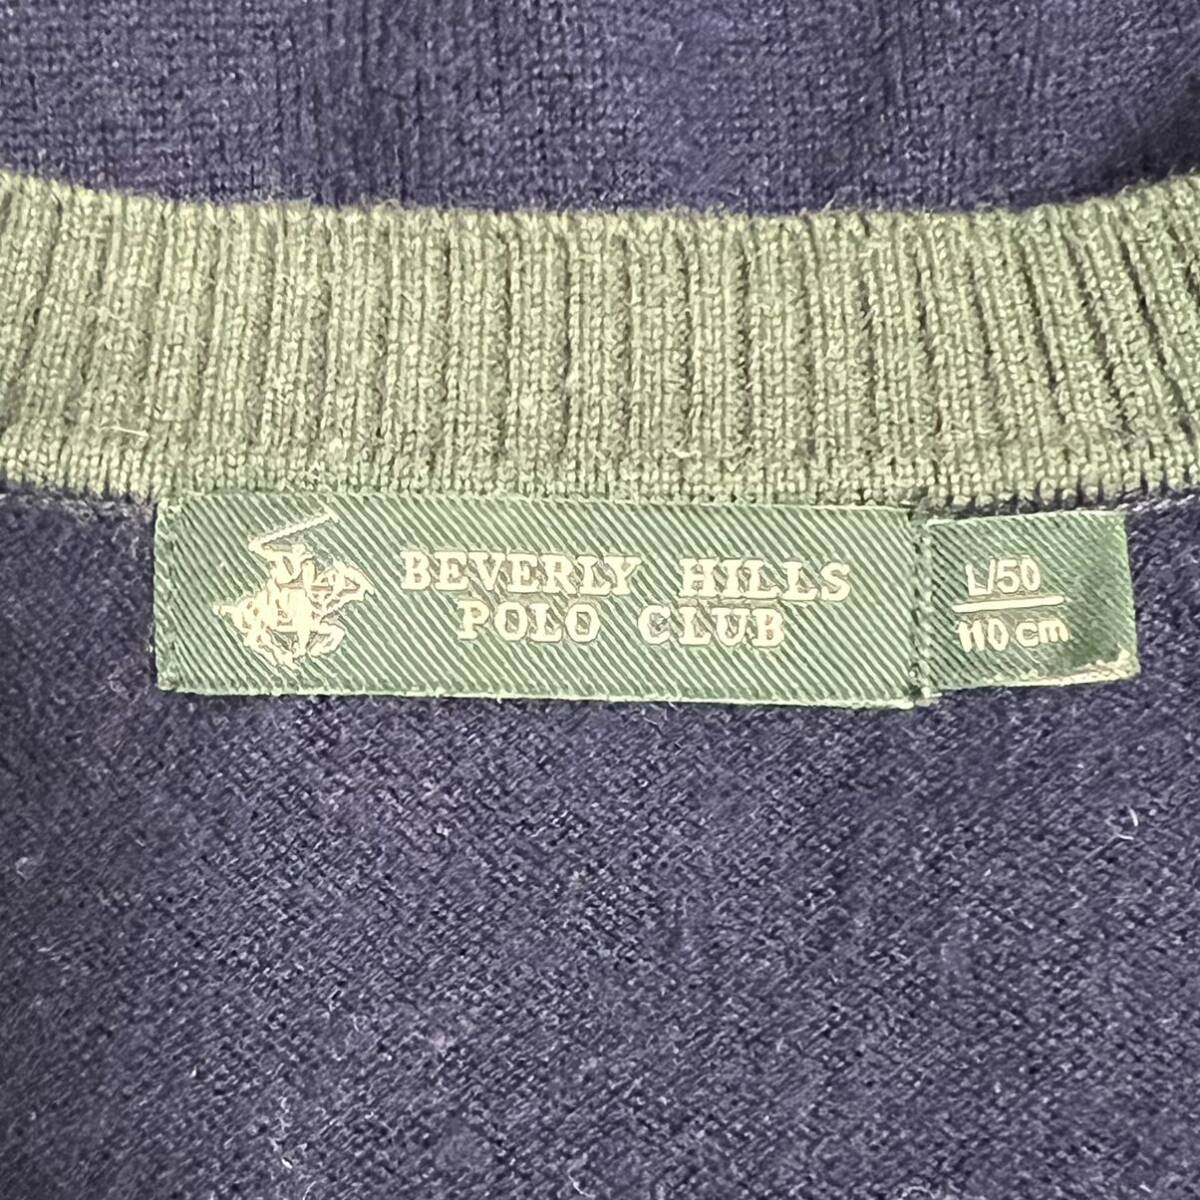 BEVERLY HILLS
POLO CLUB
L/50
110 cm